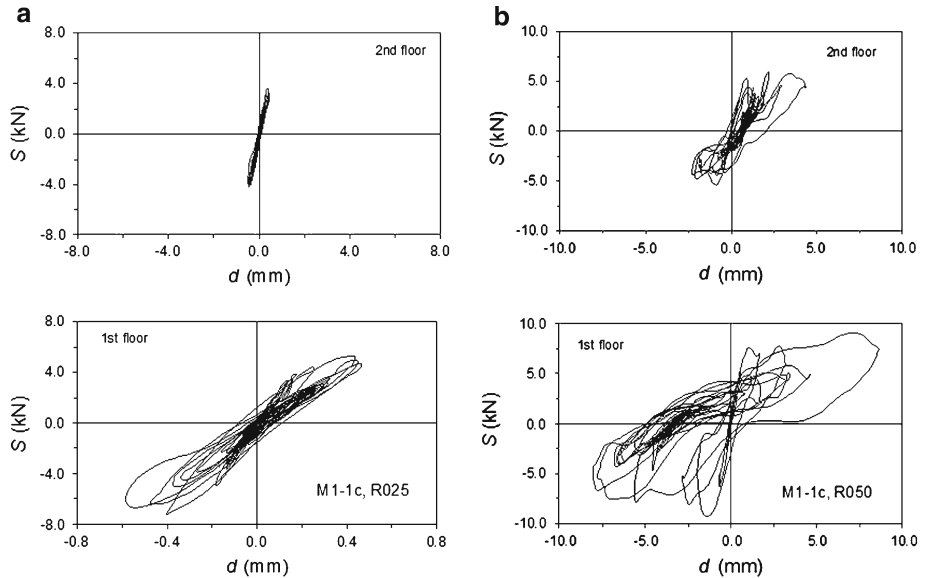 a
8.0
4.0
0.0
-4.0
-8.0
S (kN)
2nd floor
-8.0 -4.0 0.0 4.0 8.0
d (mm)
b
10.0
5.0
0.0
-5.0
-10.0
S (kN)
2nd floor
-10.0 -5.0 0.0 5.0 10.0
d (mm)
8.0
4.0
0.0
-4.0
-8.0
S (kN)
1st floor
M1-1c, R025
-0.8 -0.4 0.0 0.4 0.8
d (mm)
10.0
5.0
0.0
-5.0
-10.0
S (kN)
1st floor
M1-1c, R050
-10.0 -5.0 0.0 5.0 10.0
d (mm)